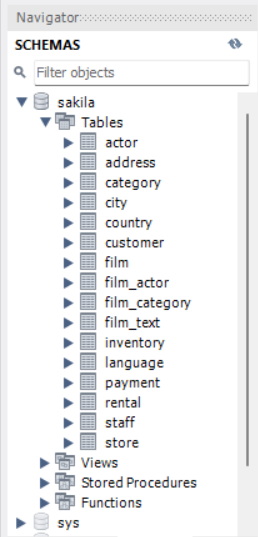 Navigator
SCHEMAS
Filter objects
sakila
Tables
actor
address
category
city
country
customer
film
film_actor
film_category
film_text
inventory
language
payment
rental
staff
store
Views
Stored Procedures
Functions
sys